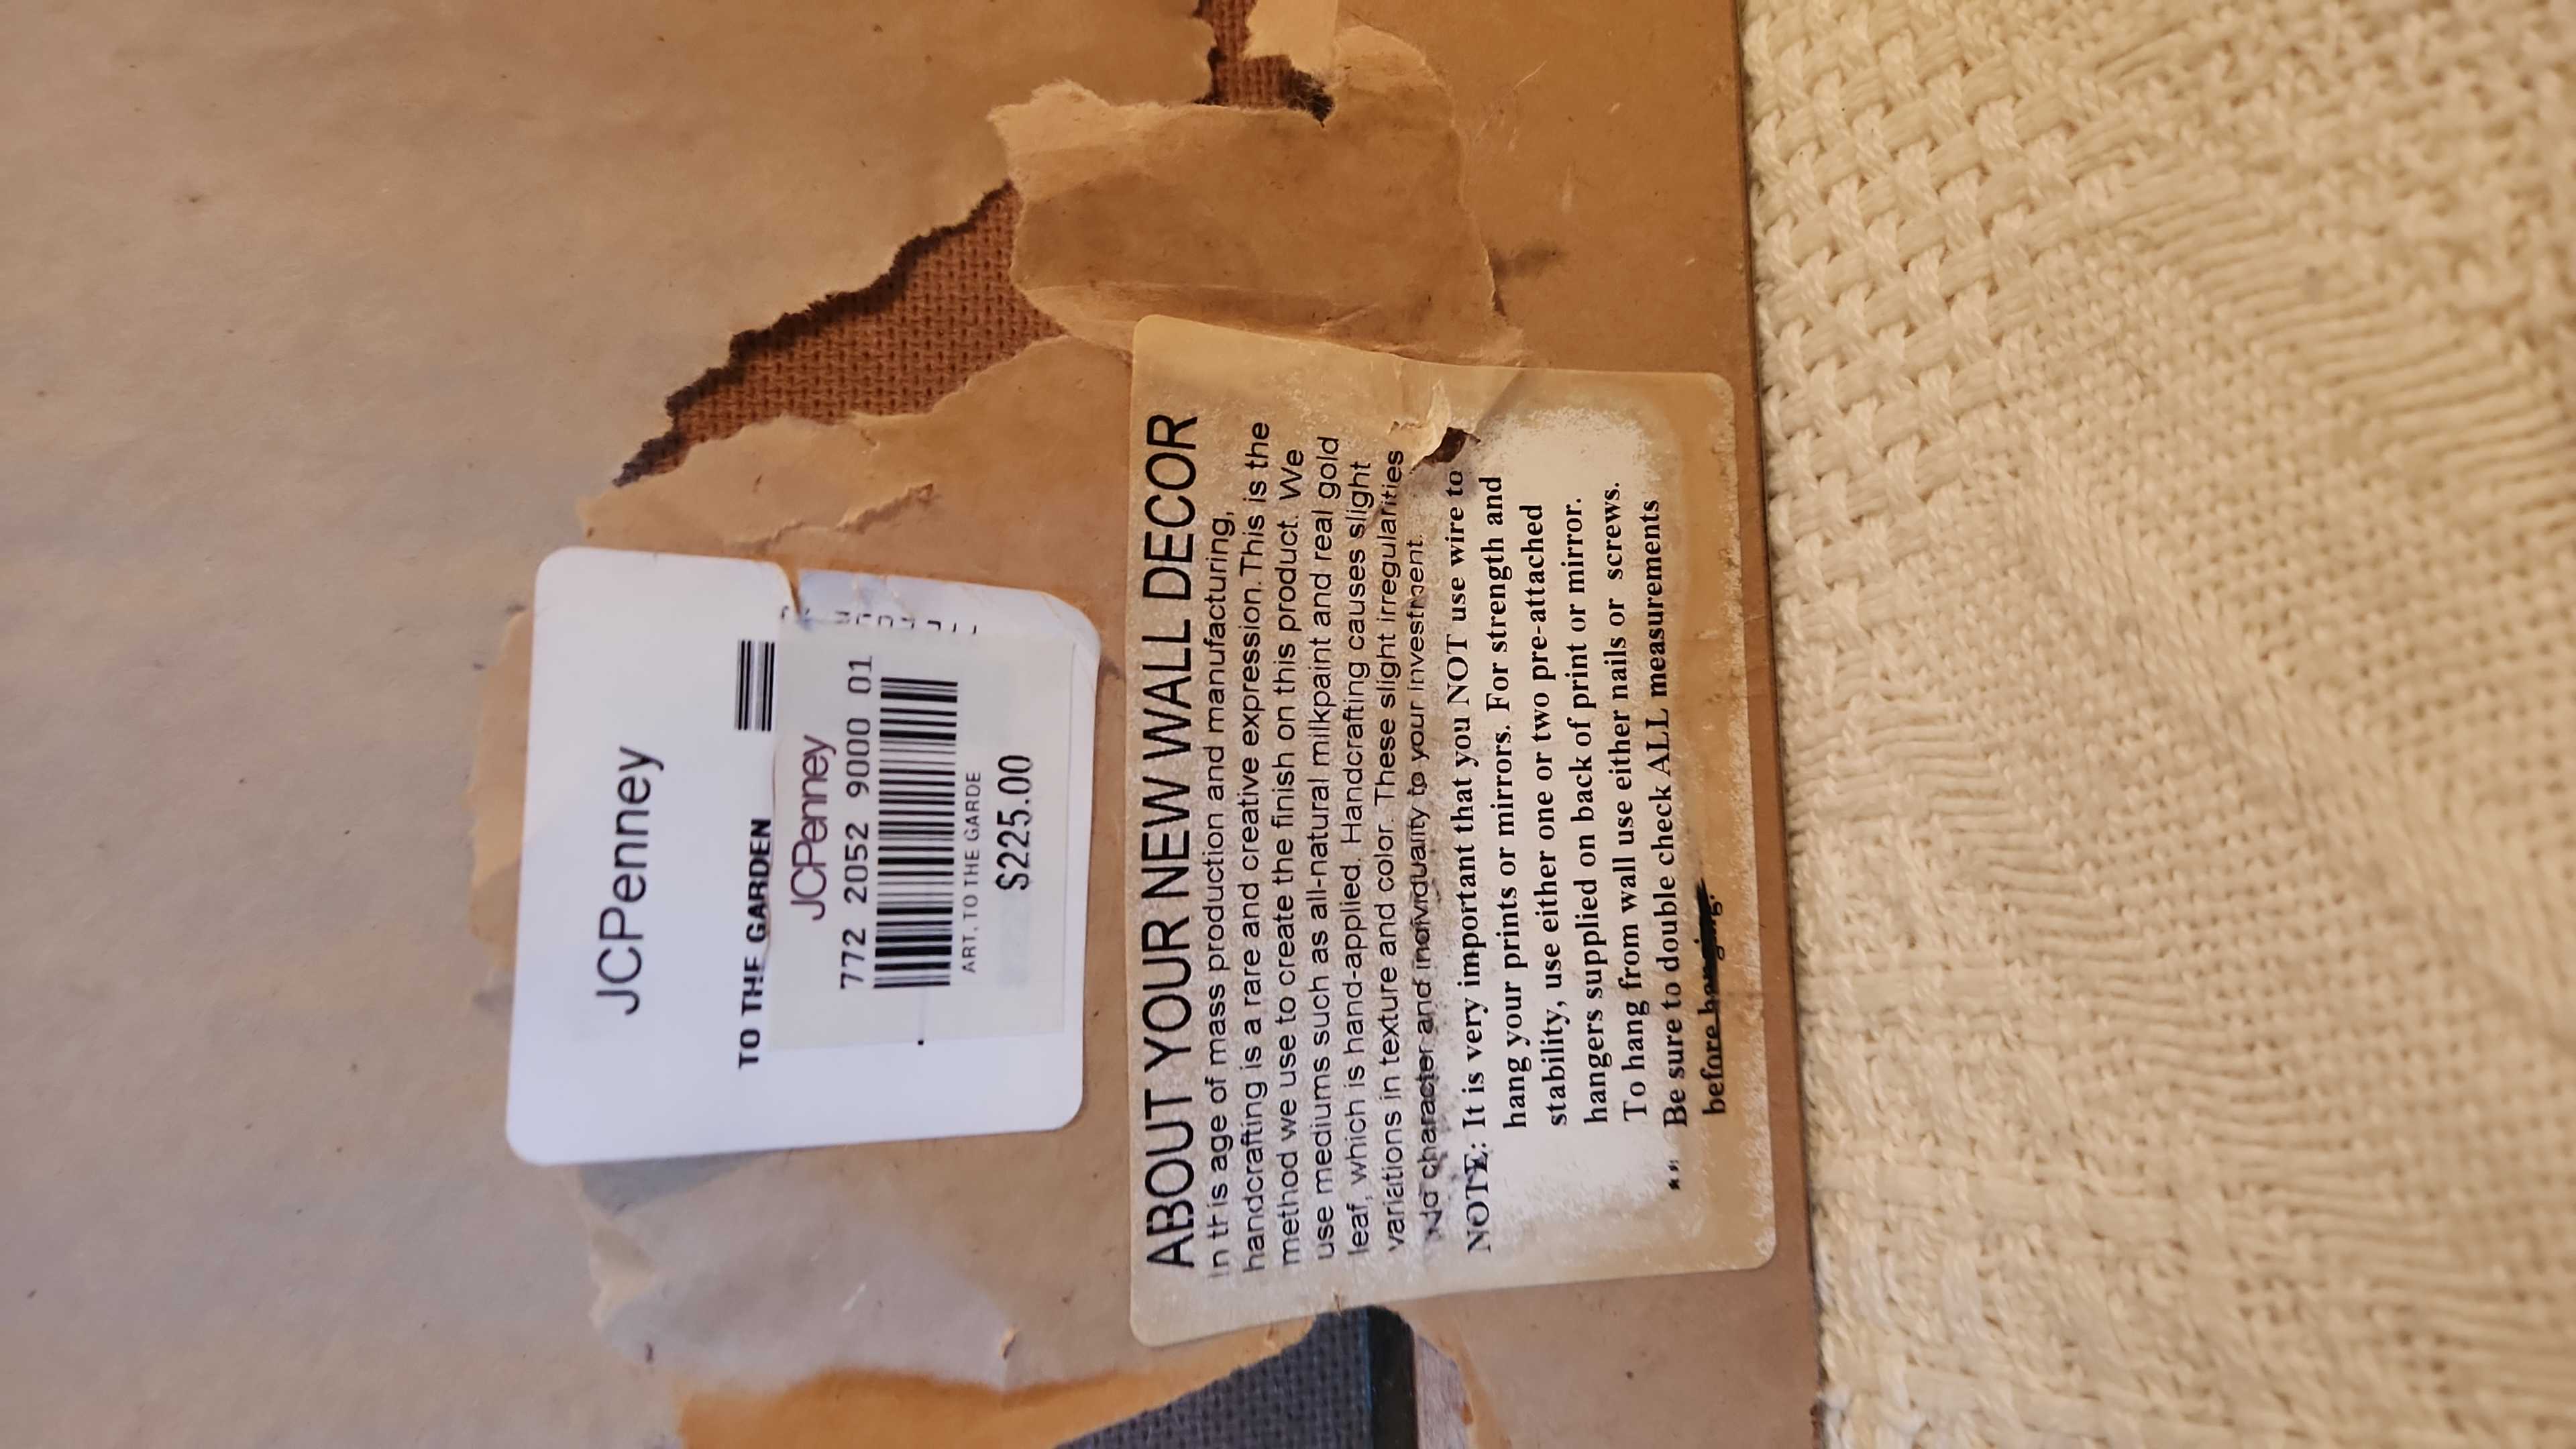 JCPenney
TO THE GARDEN
JCPenney
772 2052 9000 01
ART. TO THE GARDE
$225.00
ABOUT YOUR NEW WALL DECOR
In this age of mass production and manufacturing,
handcrafting is a rare and creative expression. This is the
method we use to create the finish on this product. We
use mediums such as all-natural milkpaint and real gold
leaf, which is hand-applied. Handcrafting causes slight
variations in texture and color. These slight irregularities
character and individuality to your investment.
NOTE: It is very important that you NOT use wire to
hang your prints or mirrors. For strength and
stability, use either one or two pre-attached
hangers supplied on back of print or mirror.
To hang from wall use either nails or screws.
** Be sure to double check ALL measurements
before hanging.